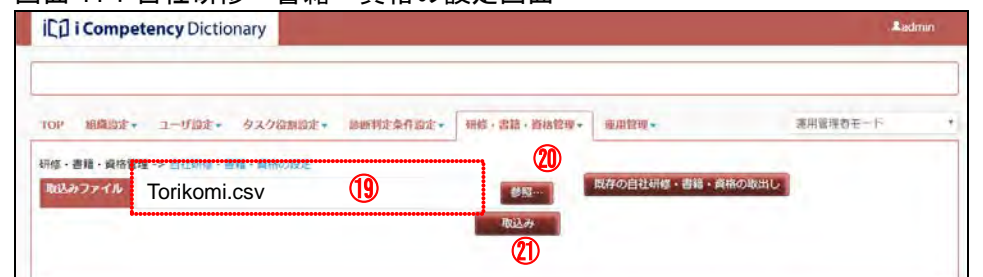 画面 4.4-1 自社研修・書籍・資格の設定画面
i Competency Dictionary
admin
TOP 組織設定 ユーザ設定 タスク役割設定 診断判定条件設定 研修・書籍・資格管理 運用管理 運用管理者モード
⑳
研修・書籍・資格管理 -> 自社研修・書籍・資格の設定
取込みファイル Torikomi.csv ⑲ 参照… 既存の自社研修・書籍・資格の取出し
取込み
㉑